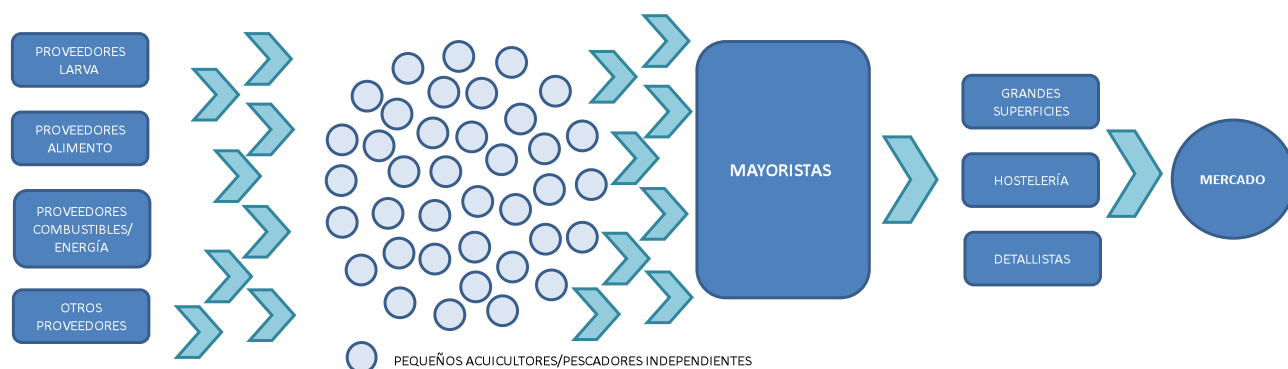 PROVEEDORES
LARVA
PROVEEDORES
ALIMENTO
PROVEEDORES
COMBUSTIBLES/
ENERGÍA
OTROS
PROVEEDORES
PEQUEÑOS ACUICULTORES/PESCADORES INDEPENDIENTES
MAYORISTAS
GRANDES
SUPERFICIES
HOSTELERÍA
DETALLISTAS
MERCADO